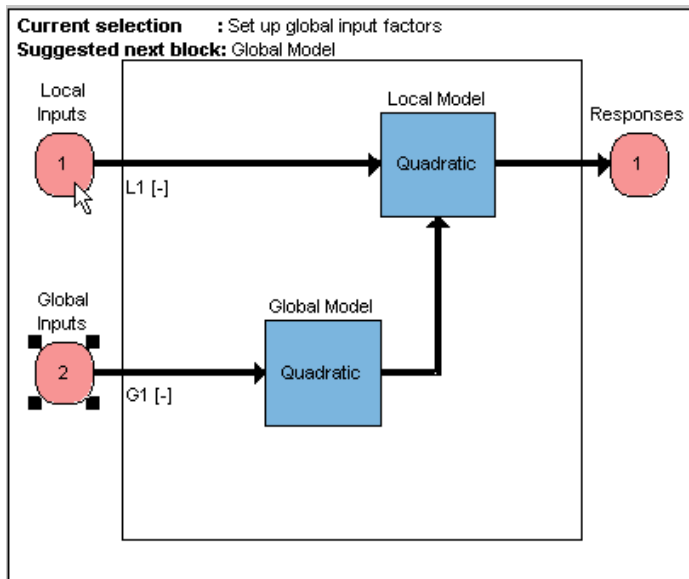 Current selection : Set up global input factors
Suggested next block: Global Model
Local
Inputs
Local Model
Responses
1
Quadratic
1
L1 [-]
Global
Inputs
Global Model
2
Quadratic
G1 [-]